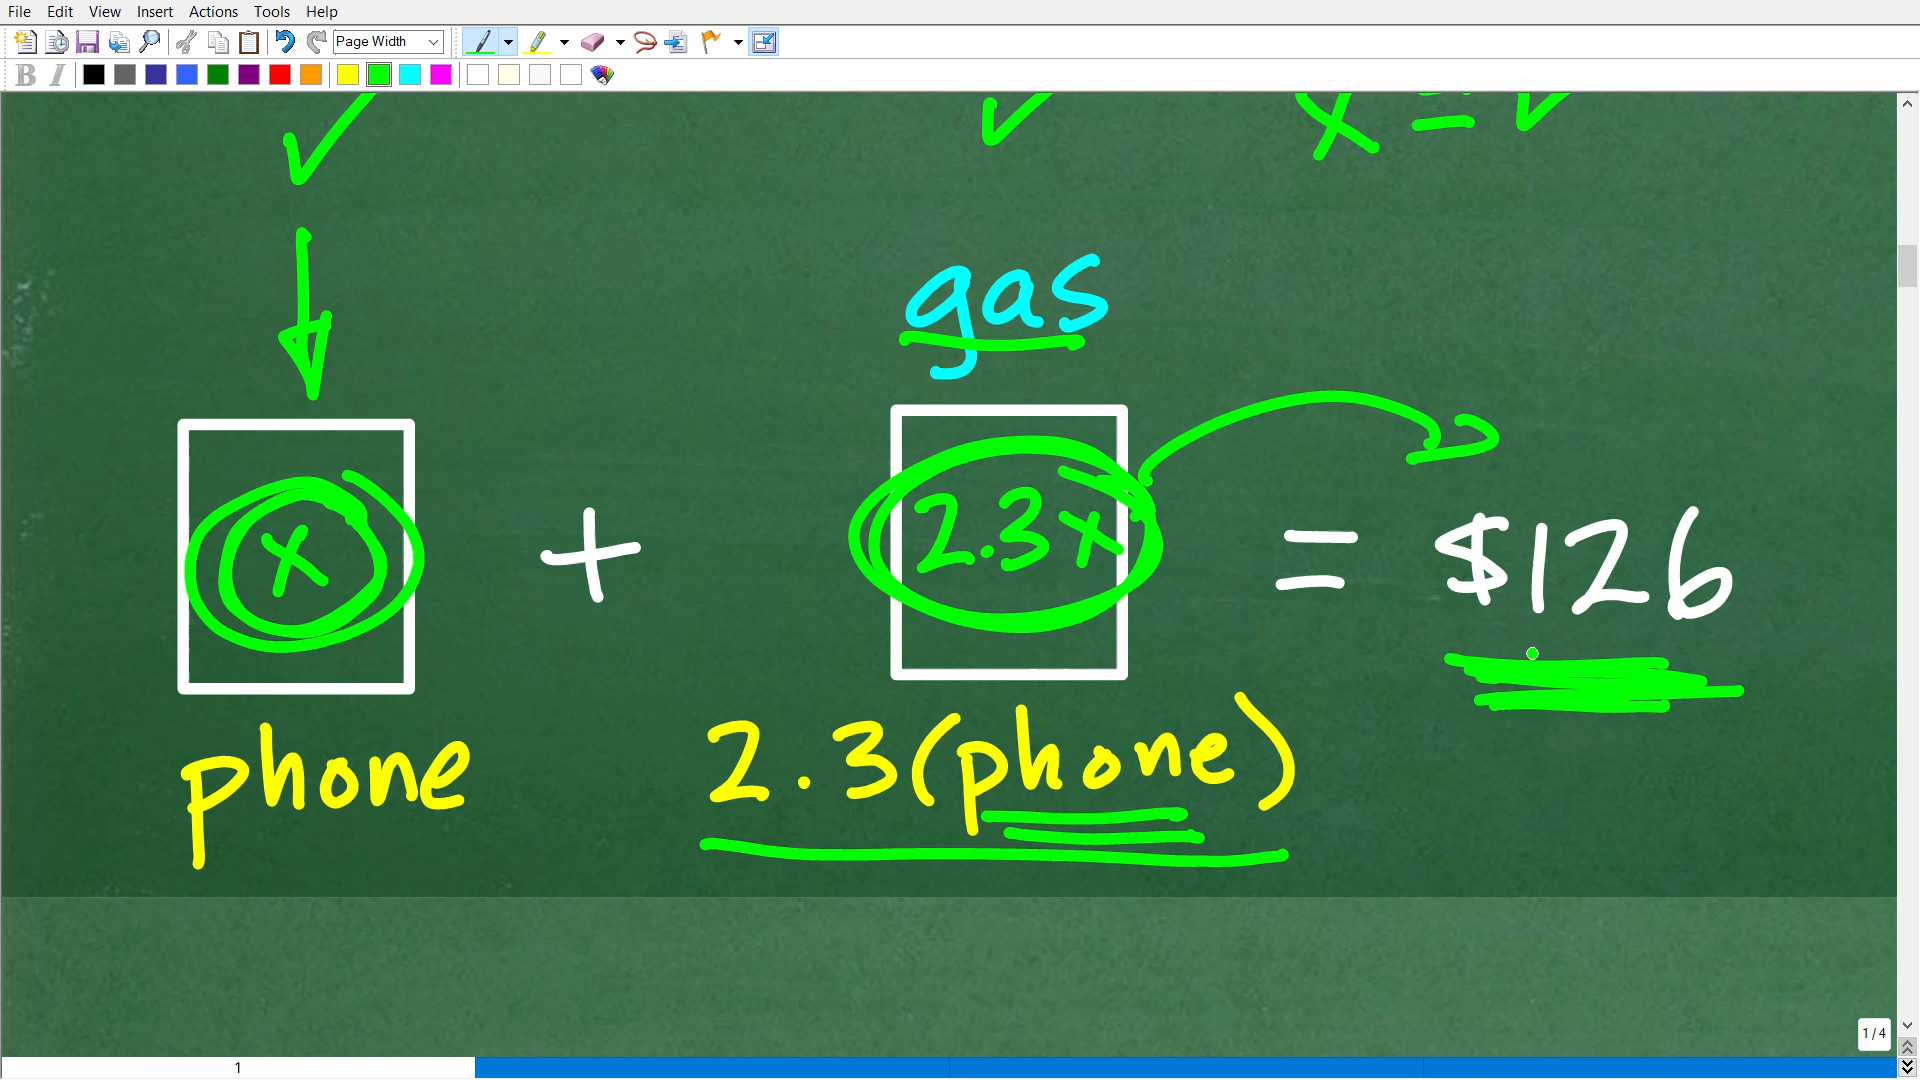 File Edit View Insert Actions Tools Help
Page Width
B I
x =
gas
x + 2.3x = $126
phone 2.3(phone)
1/4
1